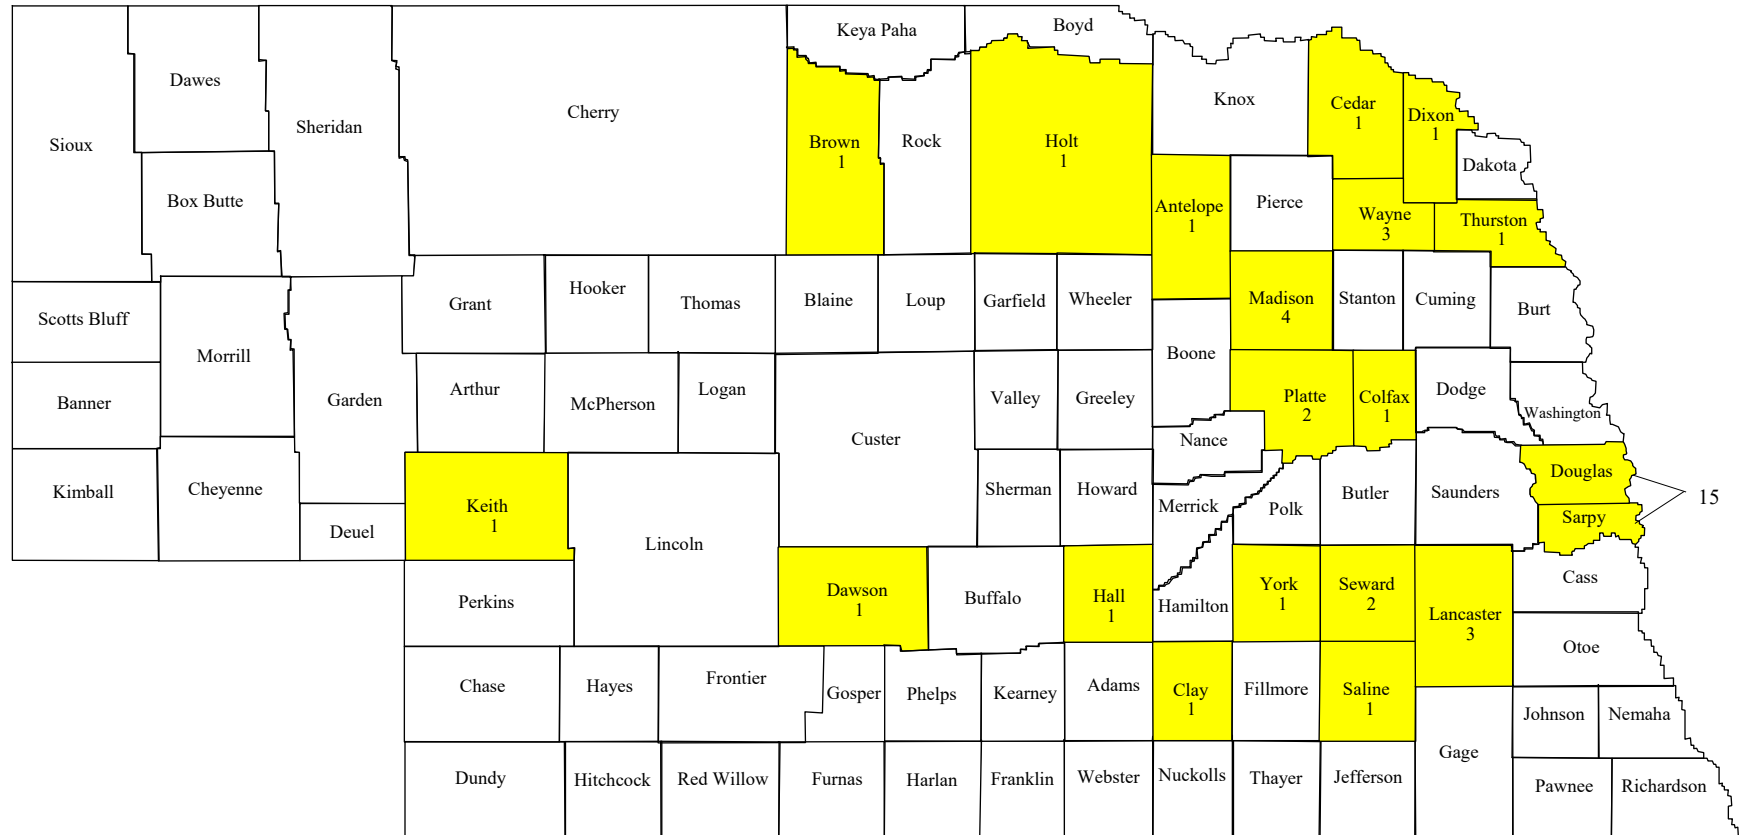 Keya Paha
Boyd
Dawes
Sheridan
Cherry
Sioux
Brown
1
Rock
Holt
1
Knox
Cedar
1
Dixon
1
Dakota
Box Butte
Antelope
1
Pierce
Wayne
3
Thurston
1
Scotts Bluff
Morrill
Grant
Hooker
Thomas
Blaine
Loup
Garfield
Wheeler
Madison
4
Stanton
Cuming
Burt
Boone
Banner
Garden
Arthur
McPherson
Logan
Custer
Valley
Greeley
Platte
2
Colfax
1
Dodge
Washington
Nance
Kimball
Cheyenne
Deuel
Keith
1
Lincoln
Sherman
Howard
Merrick
Polk
Butler
Saunders
Douglas
Sarpy
15
Perkins
Dawson
1
Buffalo
Hall
1
Hamilton
York
1
Seward
2
Lancaster
3
Cass
Otoe
Chase
Hayes
Frontier
Gosper
Phelps
Kearney
Adams
Clay
1
Fillmore
Saline
1
Johnson
Nemaha
Dundy
Hitchcock
Red Willow
Furnas
Harlan
Franklin
Webster
Nuckolls
Thayer
Jefferson
Gage
Pawnee
Richardson